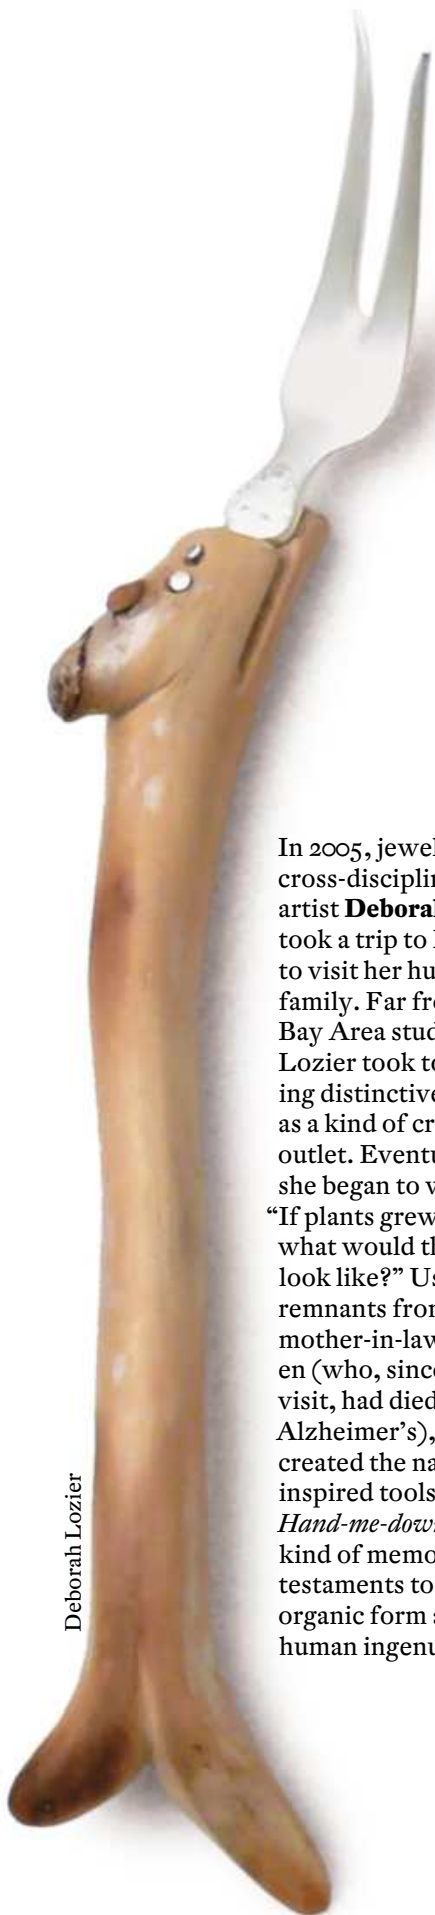 In 2005, jewel
cross-disciplin
artist Deborah
took a trip to
to visit her hu
family. Far fro
Bay Area stud
Lozier took to
ing distinctive
as a kind of cr
outlet. Eventu
she began to w
“If plants grew
what would th
look like?” Us
remnants from
mother-in-law
en (who, since
visit, had died
Alzheimer’s),
created the na
inspired tools
Hand-me-down
kind of memo
testaments to
organic form a
human ingenu
Deborah Lozier